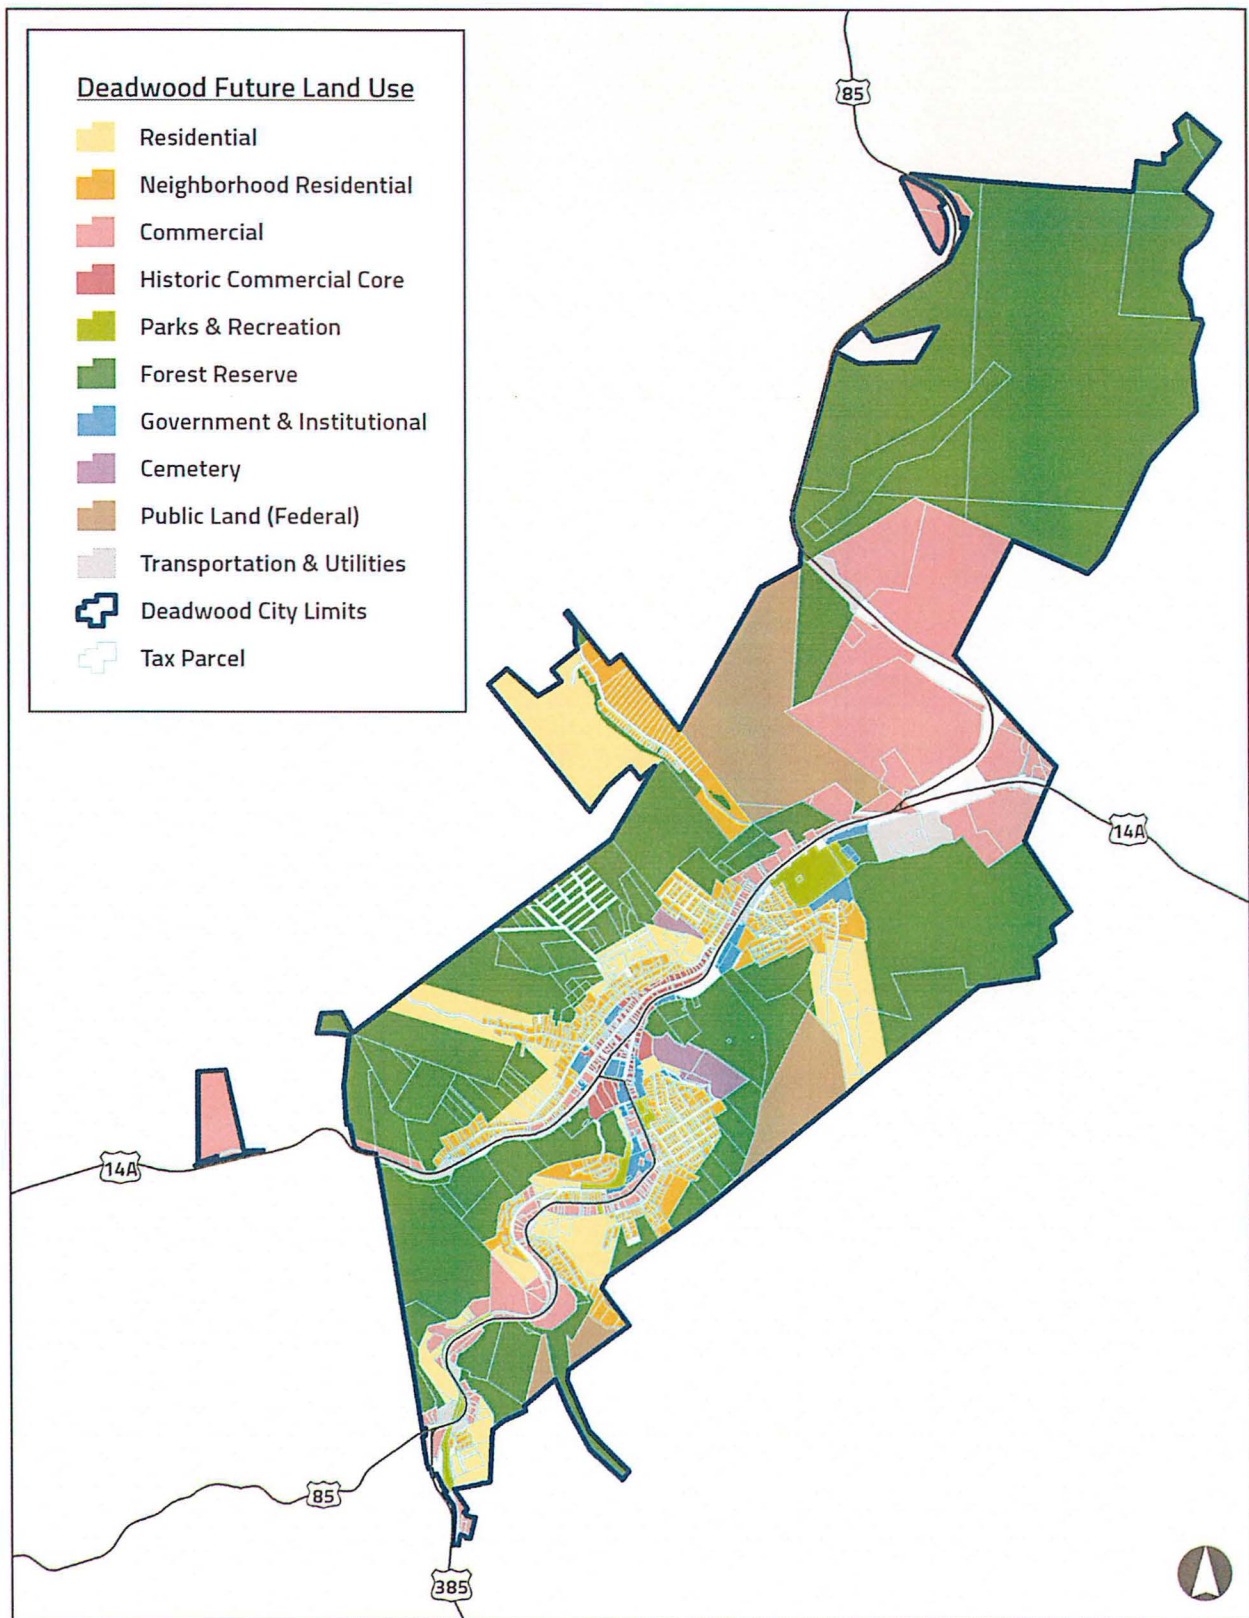 Deadwood Future Land Use
Residential
Neighborhood Residential
Commercial
Historic Commercial Core
Parks & Recreation
Forest Reserve
Government & Institutional
Cemetery
Public Land (Federal)
Transportation & Utilities
Deadwood City Limits
Tax Parcel
85
14A
14A
85
385